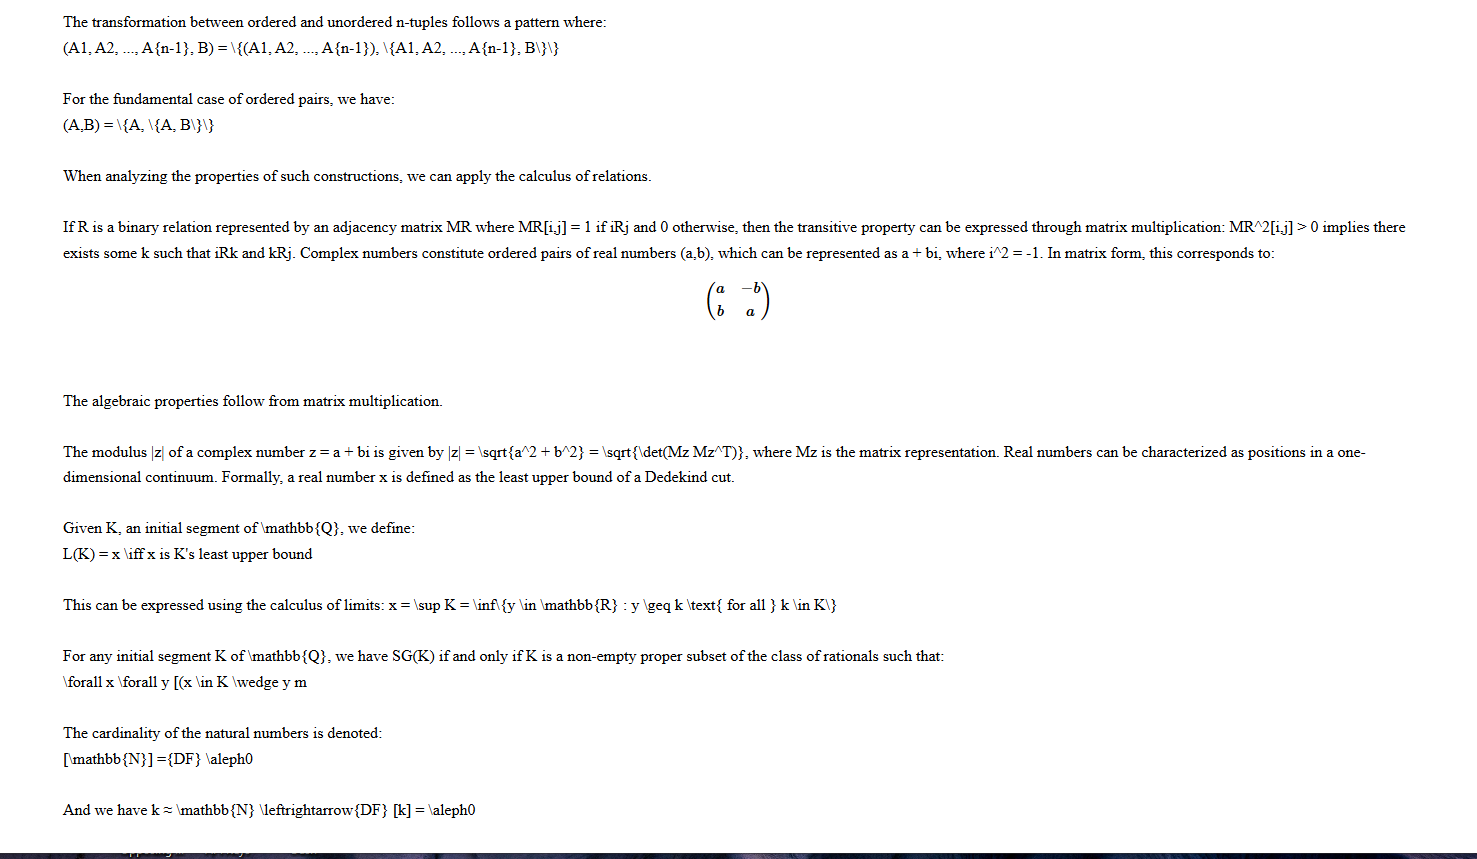 The transformation between ordered and unordered n-tuples follows a pattern where:
(A1, A2, ..., A{n-1}, B) = \{(A1, A2, ..., A{n-1}), \{A1, A2, ..., A{n-1}, B\}\}
For the fundamental case of ordered pairs, we have:
(A,B) = \{A, \{A, B\}\}
When analyzing the properties of such constructions, we can apply the calculus of relations.
If R is a binary relation represented by an adjacency matrix MR where MR[i,j] = 1 if iRj and 0 otherwise, then the transitive property can be expressed through matrix multiplication: MR^2[i,j] > 0 implies there
exists some k such that iRk and kRj. Complex numbers constitute ordered pairs of real numbers (a,b), which can be represented as a + bi, where i^2 = -1. In matrix form, this corresponds to:
a −b
b a
The algebraic properties follow from matrix multiplication.
The modulus |z| of a complex number z = a + bi is given by |z| = \sqrt{a^2 + b^2} = \sqrt{\det(Mz Mz^T)}, where Mz is the matrix representation. Real numbers can be characterized as positions in a one-
dimensional continuum. Formally, a real number x is defined as the least upper bound of a Dedekind cut.
Given K, an initial segment of \mathbb{Q}, we define:
L(K) = x \iff x is K's least upper bound
This can be expressed using the calculus of limits: x = \sup K = \inf\{y \in \mathbb{R} : y \geq k \text{ for all } k \in K\}
For any initial segment K of \mathbb{Q}, we have SG(K) if and only if K is a non-empty proper subset of the class of rationals such that:
\forall x \forall y [(x \in K \wedge y m
The cardinality of the natural numbers is denoted:
[\mathbb{N}] ={DF} \aleph0
And we have k ≈ \mathbb{N} \leftrightarrow{DF} [k] = \aleph0